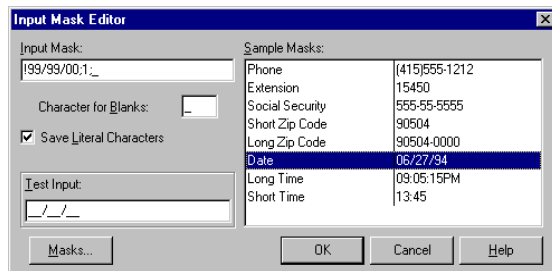 Input Mask Editor
Input Mask:
!99/99/00;1;_
Character for Blanks: _
Save Literal Characters
Test Input:
__/__/__
Masks...
Sample Masks:
Phone (415)555-1212
Extension 15450
Social Security 555-55-5555
Short Zip Code 90504
Long Zip Code 90504-0000
Date 06/27/94
Long Time 09:05:15PM
Short Time 13:45
OK Cancel Help